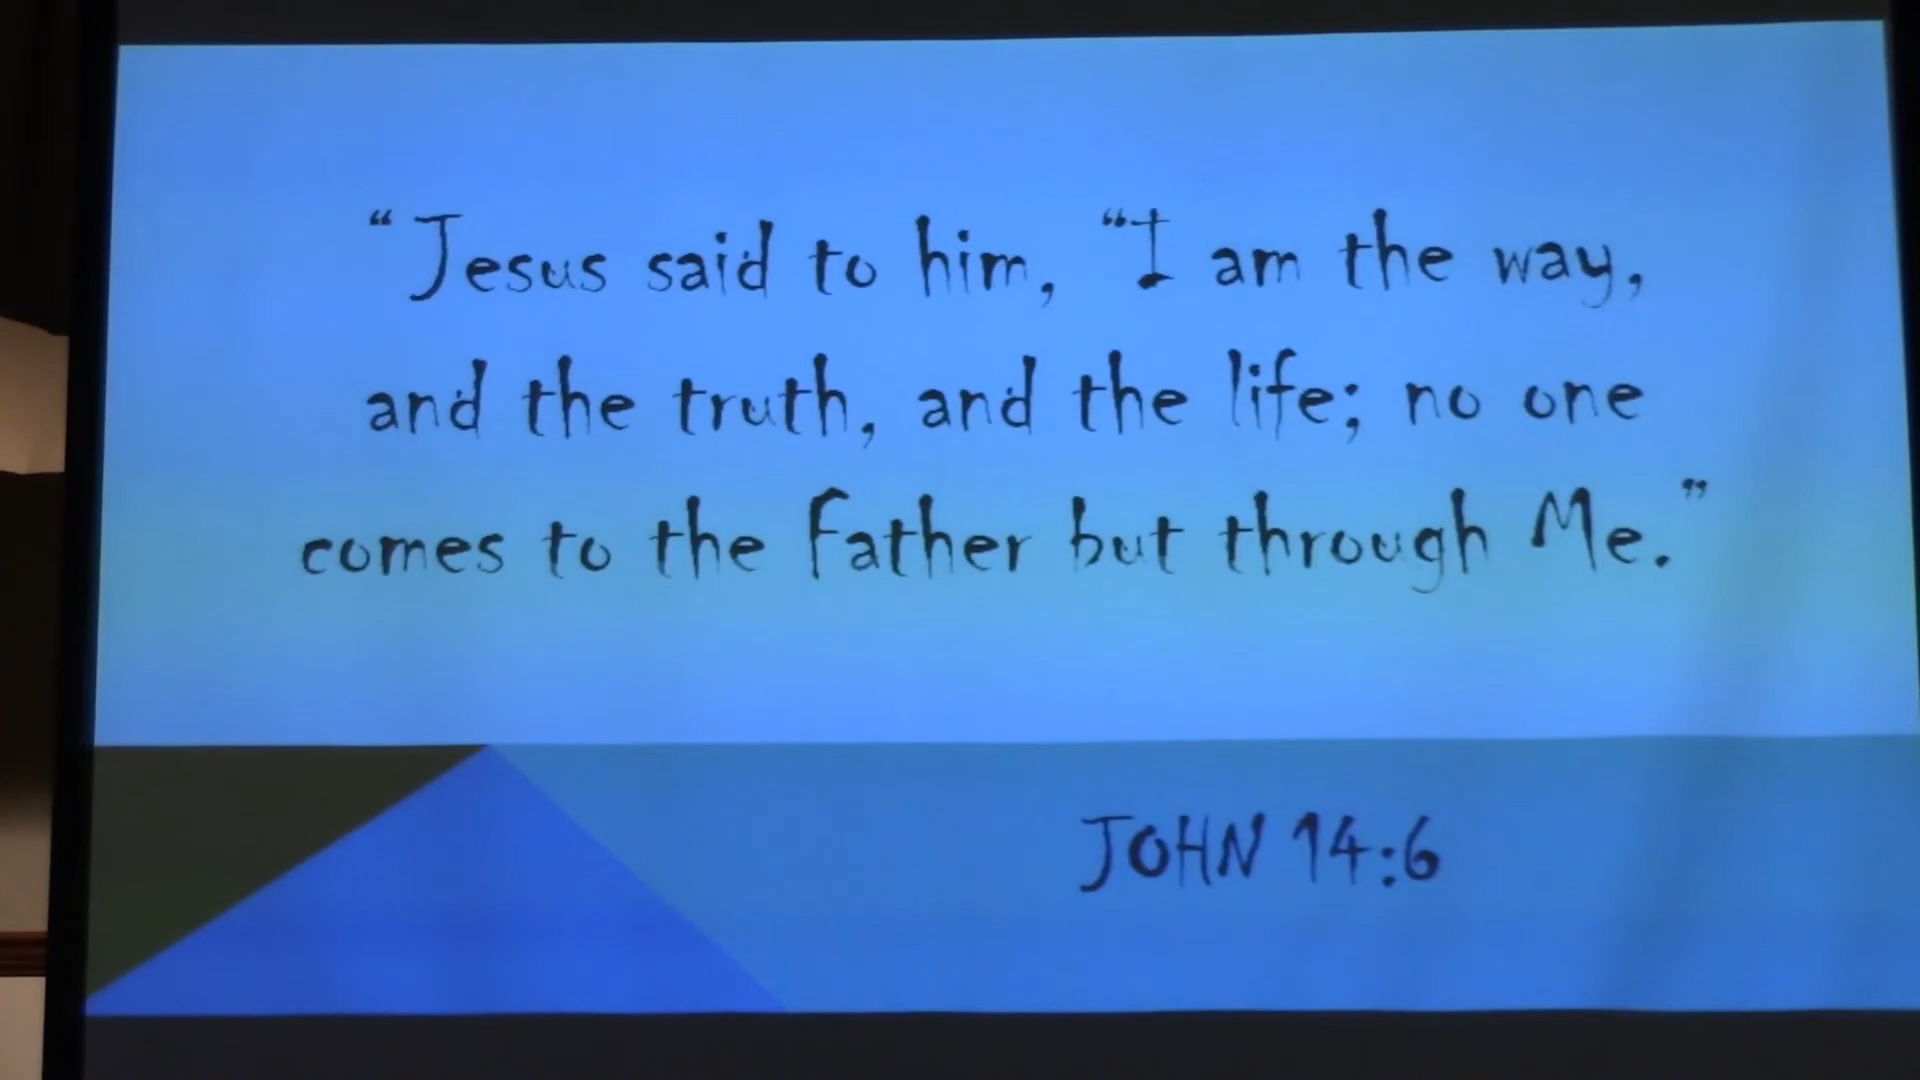 “Jesus said to him, “I am the way,
and the truth, and the life; no one
comes to the Father but through Me.”
JOHN 14:6